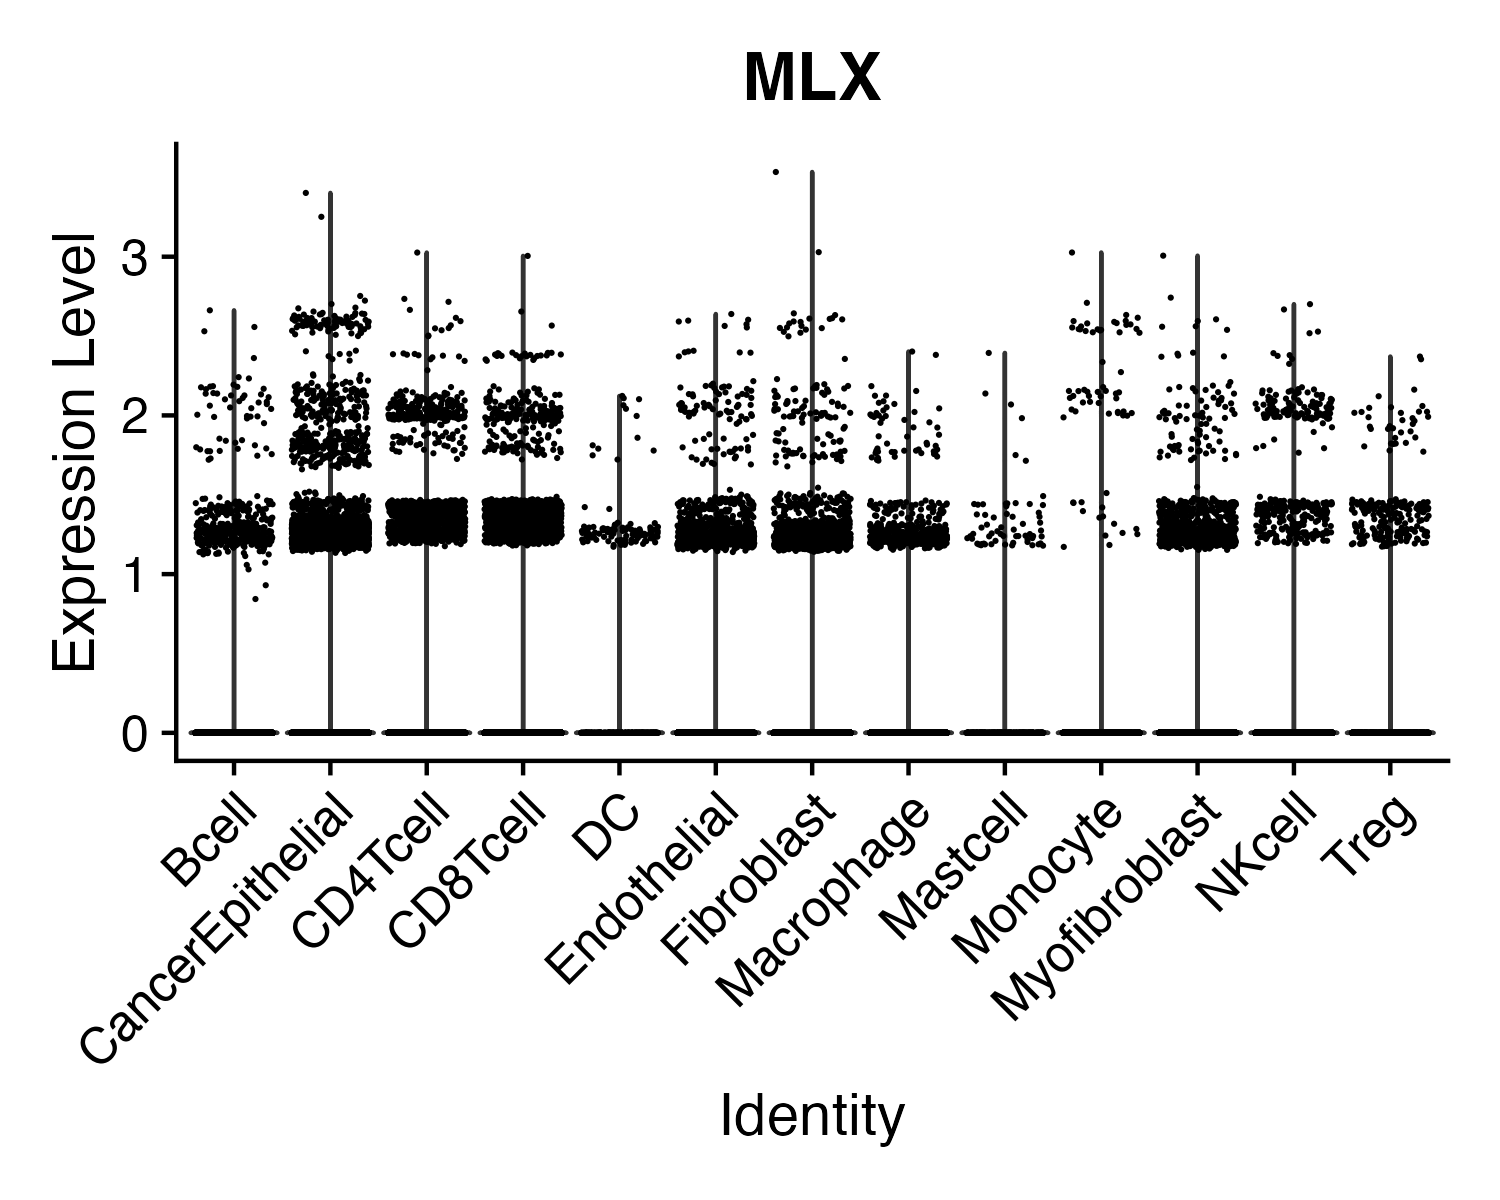 MLX
Expression Level
3
2
1
0
Bcell
CancerEpithelial
CD4Tcell
CD8Tcell
DC
Endothelial
Fibroblast
Macrophage
Mastcell
Monocyte
Myofibroblast
NKcell
Treg
Identity